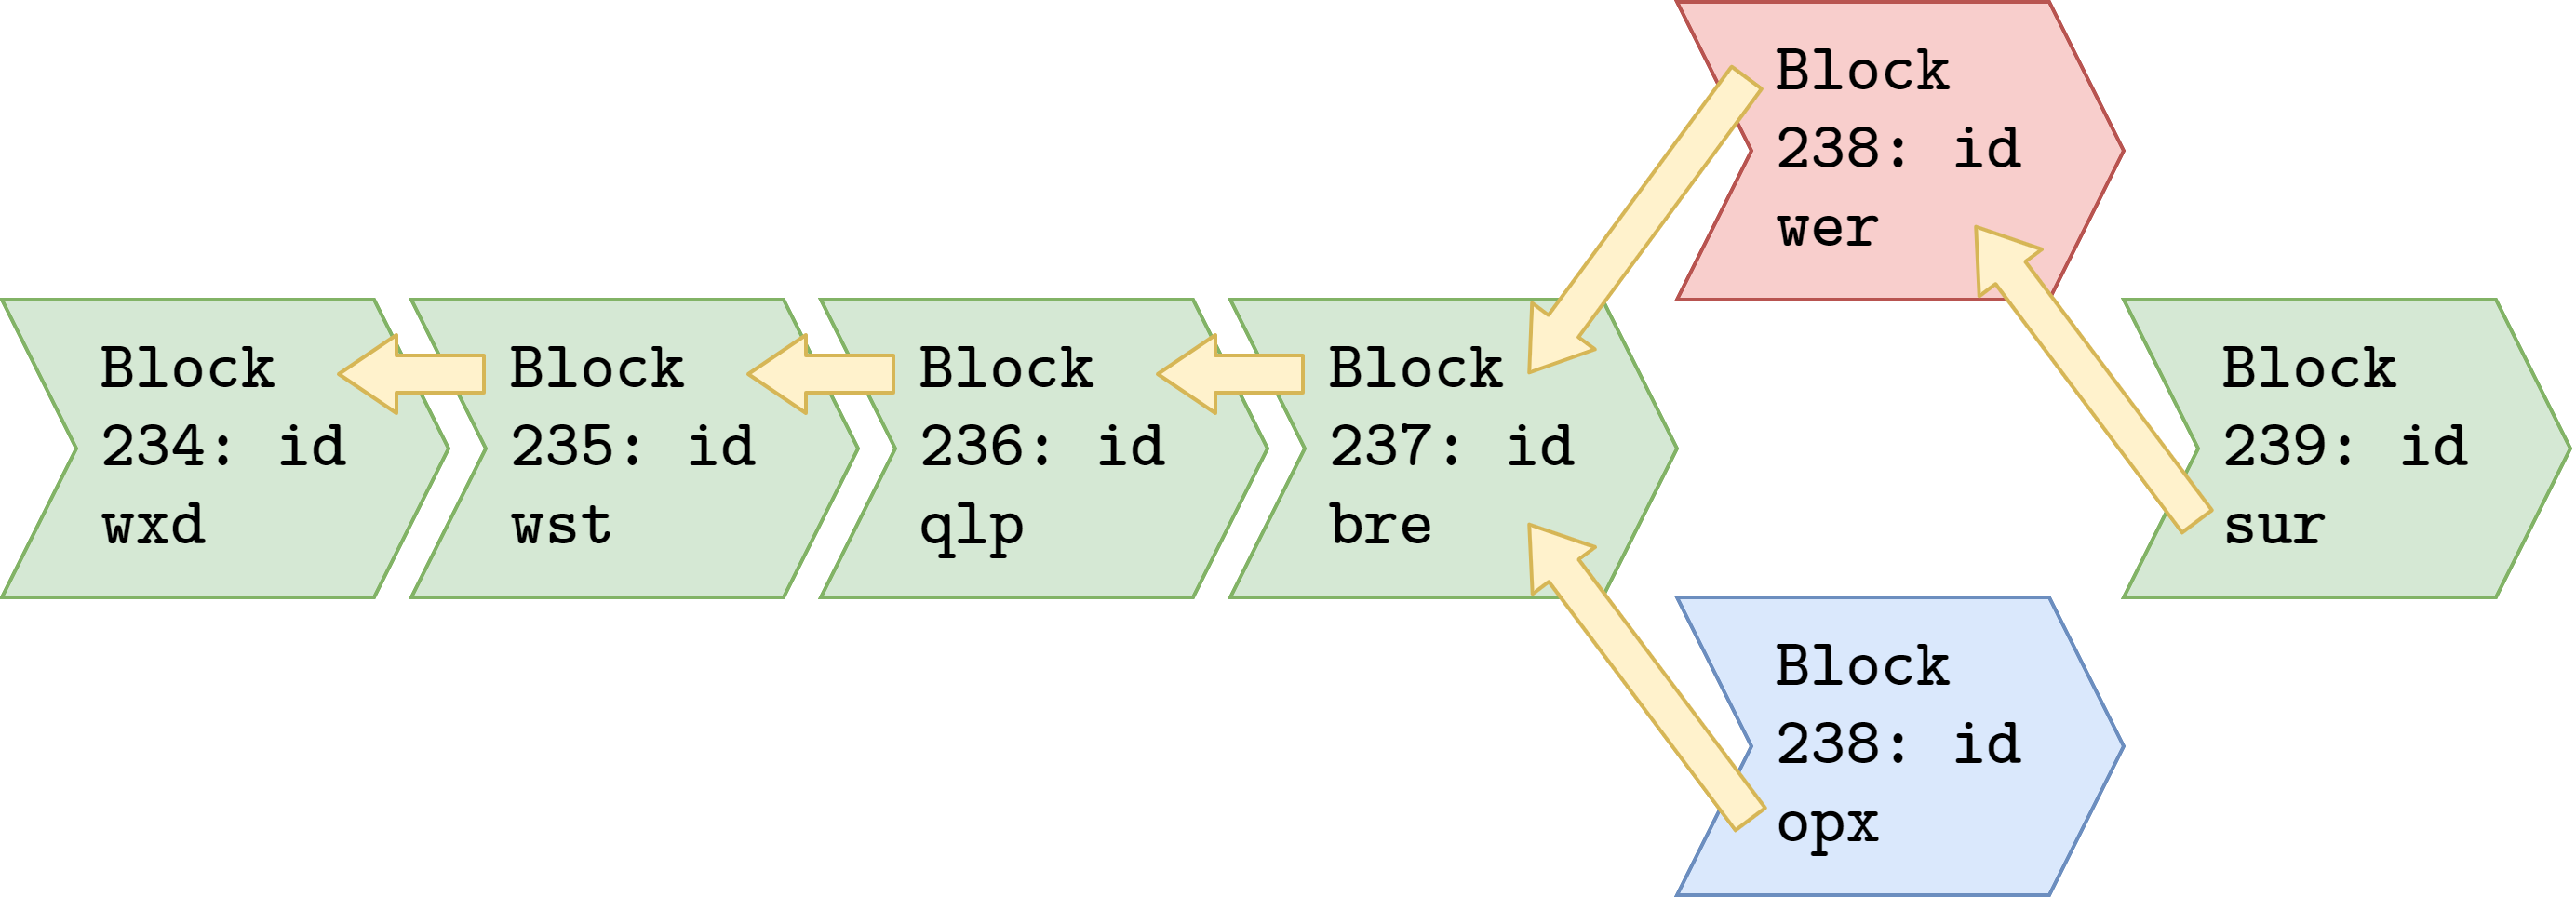 Block
238: id
wer
Block
234: id
wxd
Block
235: id
wst
Block
236: id
qlp
Block
237: id
bre
Block
239: id
sur
Block
238: id
opx